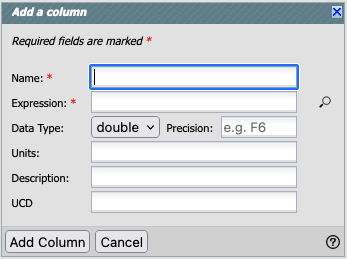 Add a column
Required fields are marked *
Name: *
Expression: *
Data Type: double Precision: e.g. F6
Units:
Description:
UCD
Add Column Cancel